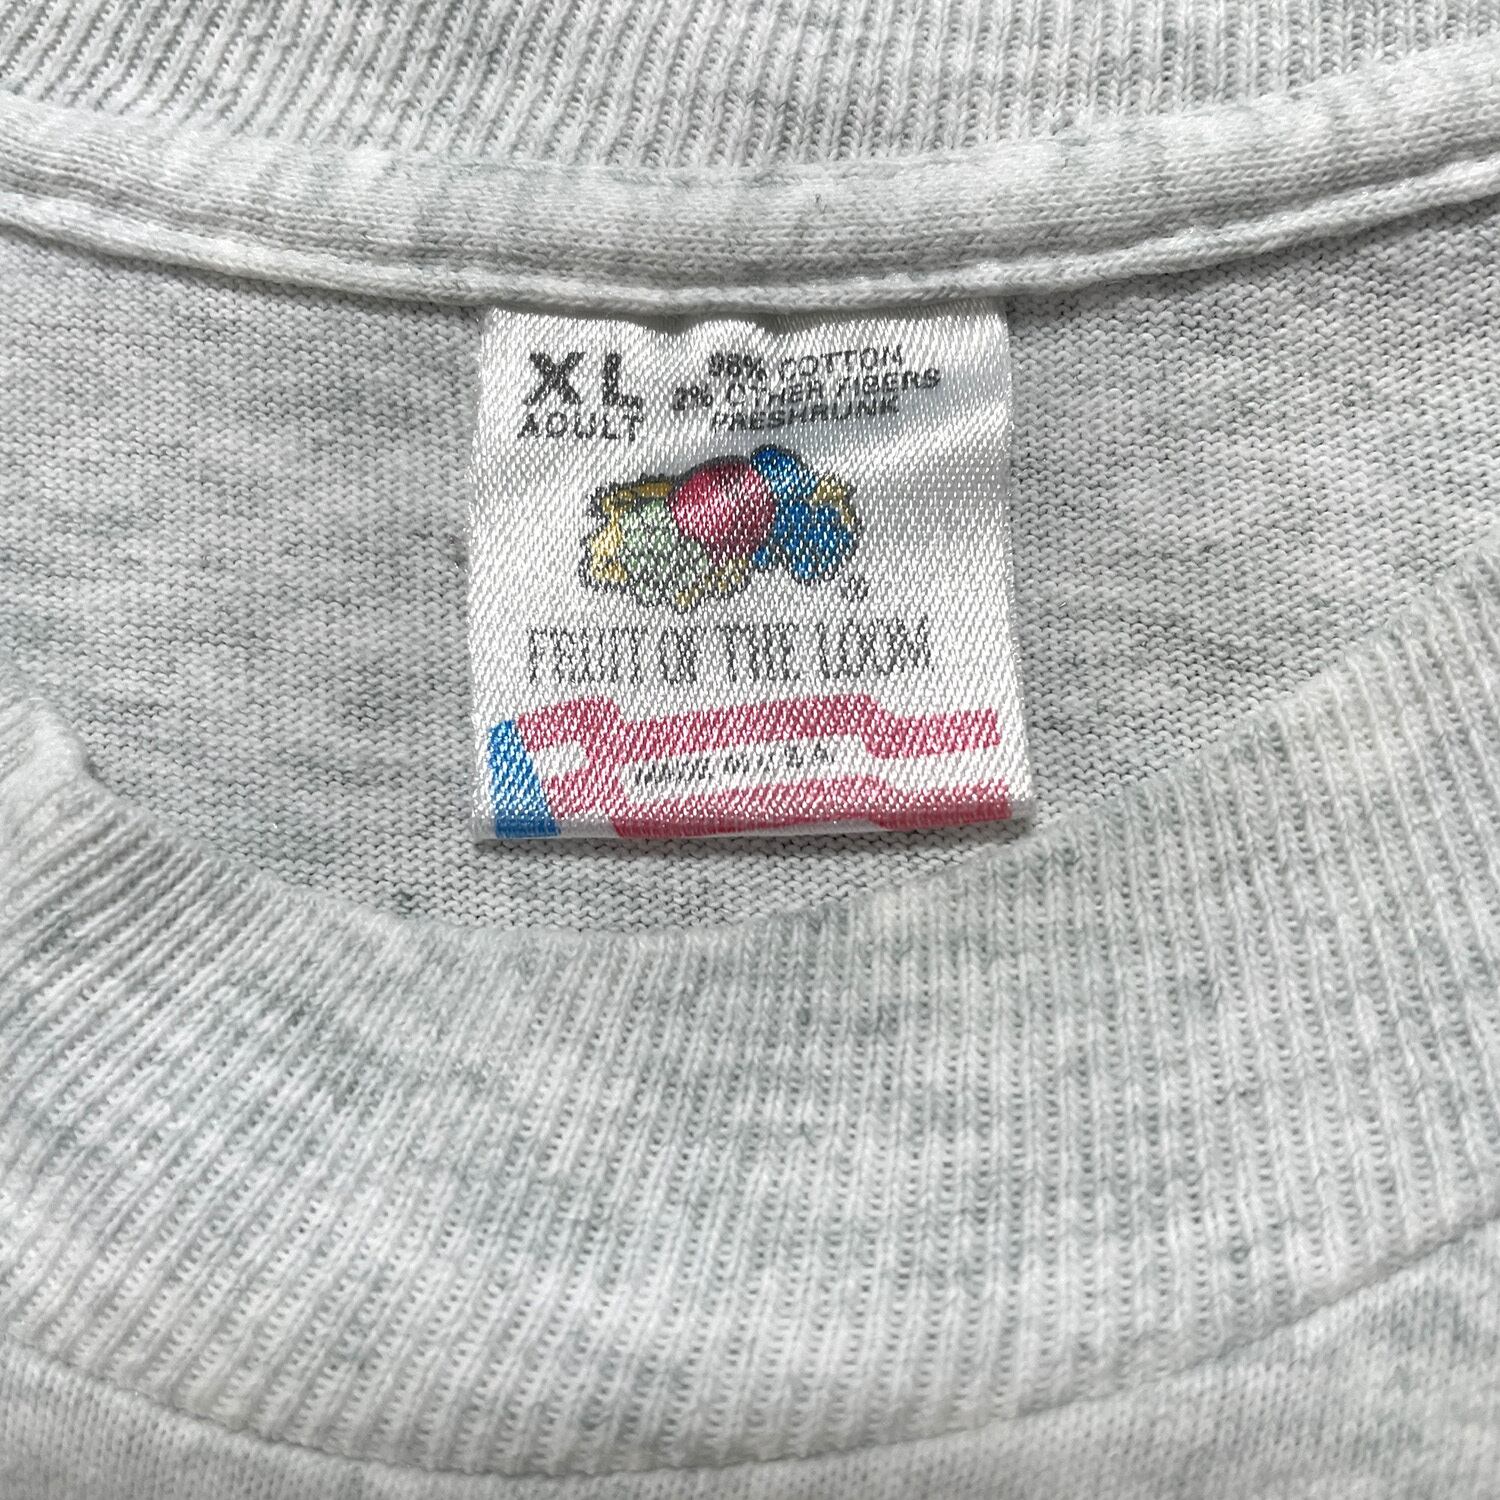 XL
ADULT
98% COTTON
2% OTHER FIBERS
PRESHRUNK
FRUIT OF THE LOOM
MADE IN U.S.A.